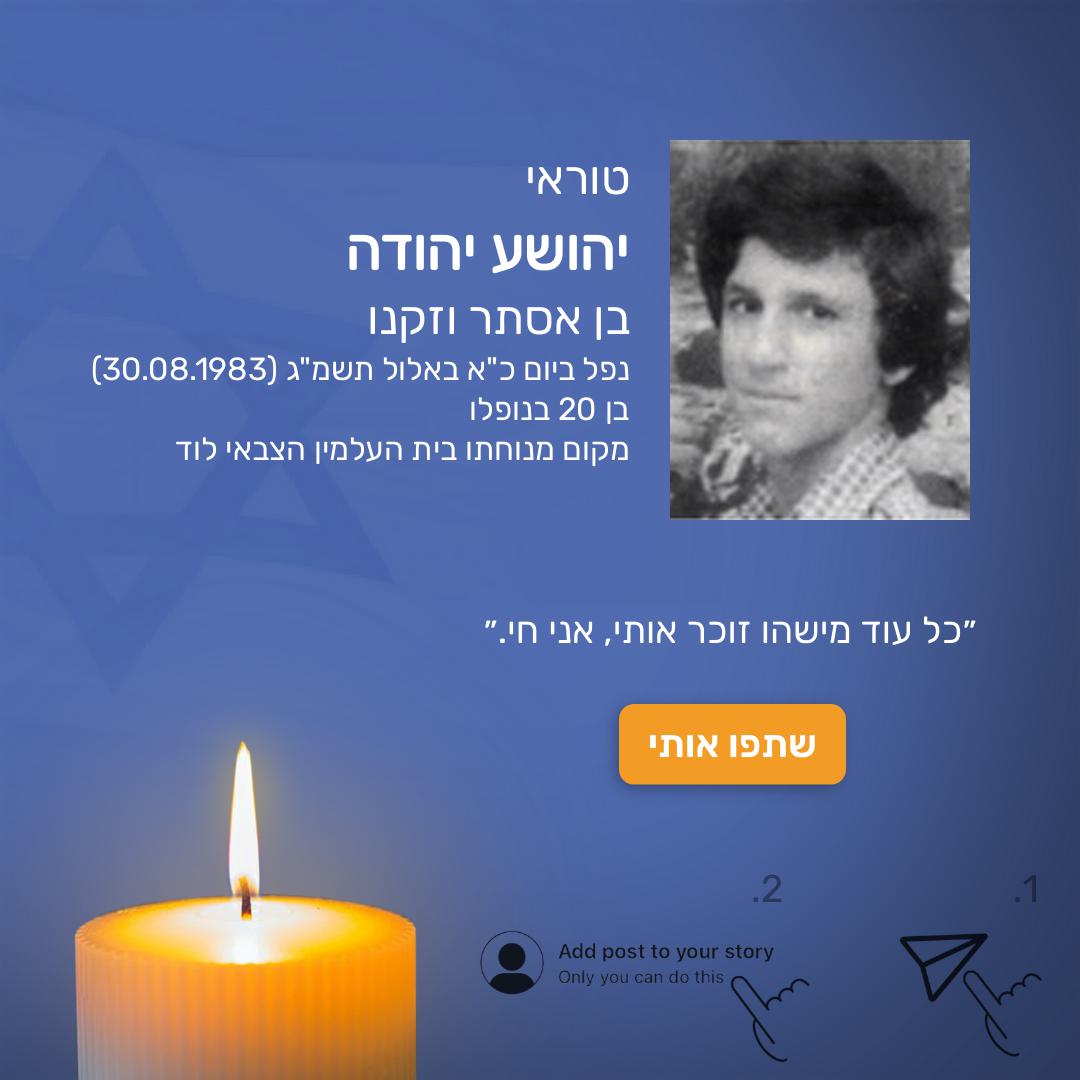 טוראי
יהושע יהודה
בן אסתר וזקנו
נפל ביום כ"א באלול תשמ"ג (30.08.1983)
בן 20 בנופלו
מקום מנוחתו בית העלמין הצבאי לוד
״כל עוד מישהו זוכר אותי, אני חי.״
שתפו אותי
1.
2.
Add post to your story
Only you can do this